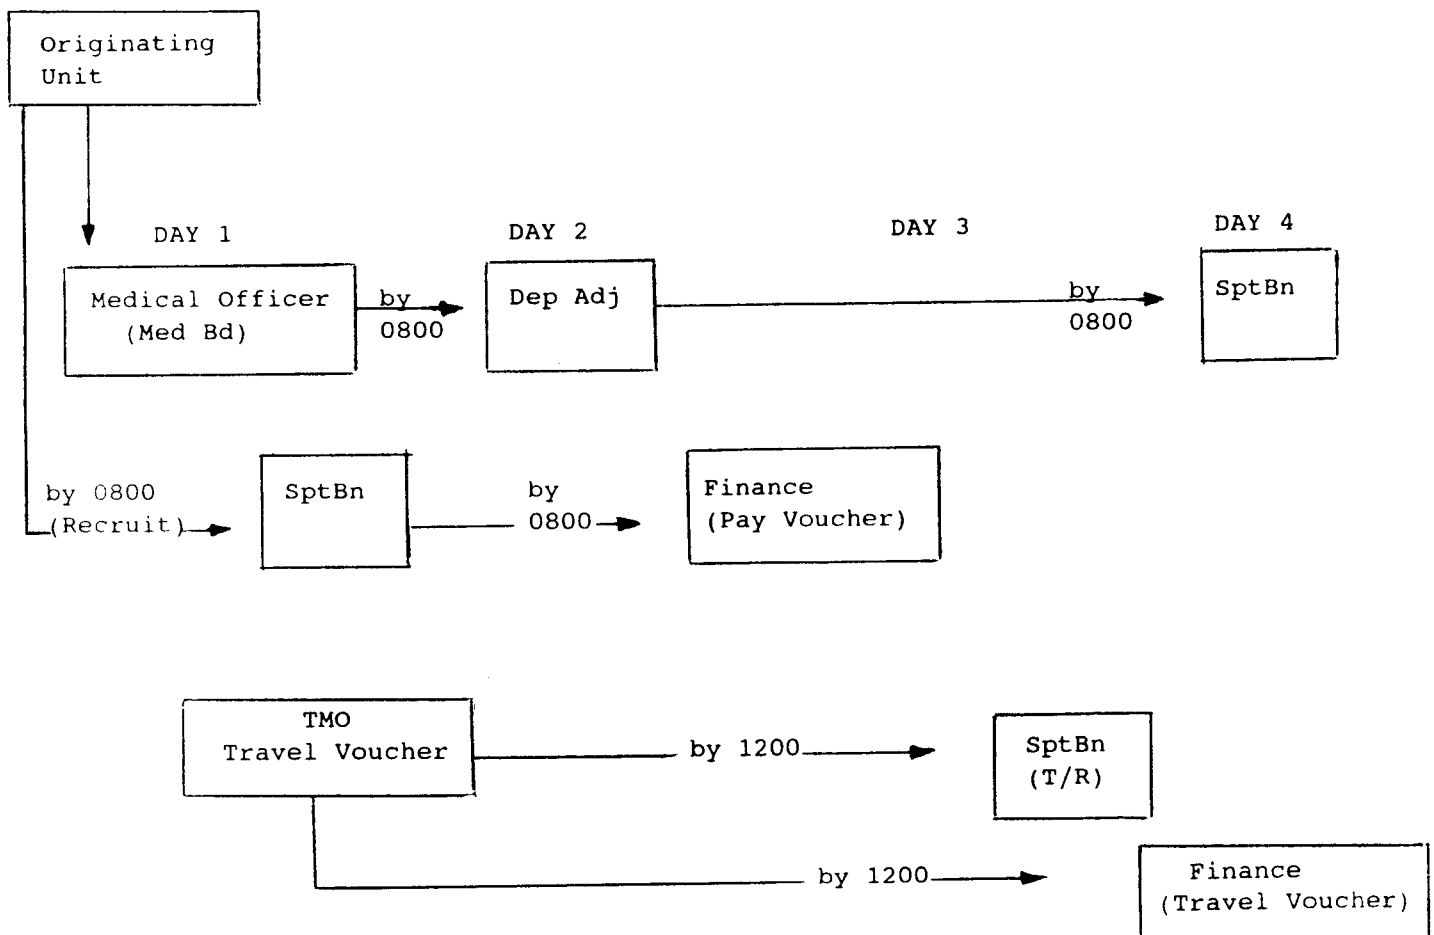 Originating
Unit
DAY 1
DAY 2
DAY 3
DAY 4
Medical Officer
(Med Bd)
by
0800
Dep Adj
by
0800
SptBn
by 0800
(Recruit)
SptBn
by
0800
Finance
(Pay Voucher)
TMO
Travel Voucher
by 1200
SptBn
(T/R)
by 1200
Finance
(Travel Voucher)